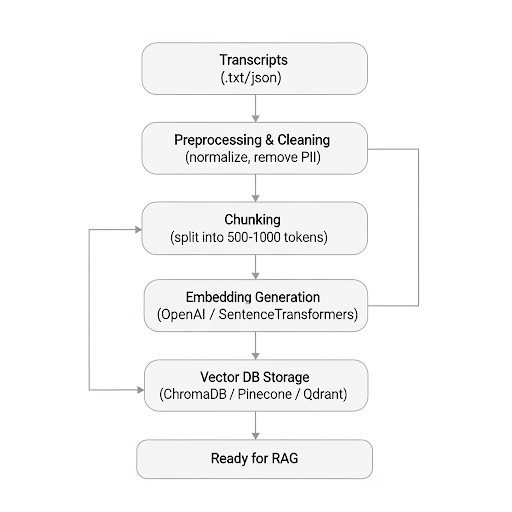 Transcripts
(.txt/json)
Preprocessing & Cleaning
(normalize, remove PII)
Chunking
(split into 500-1000 tokens)
Embedding Generation
(OpenAI / SentenceTransformers)
Vector DB Storage
(ChromaDB / Pinecone / Qdrant)
Ready for RAG